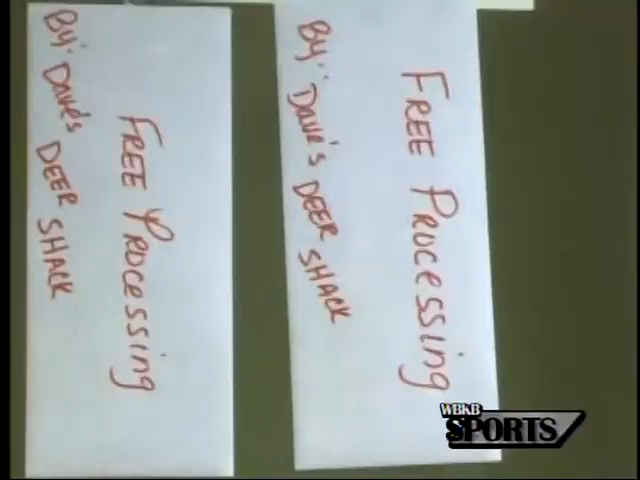 FREE Processing
By: Dave's DEER SHACK
FREE Processing
By: Dave's DEER SHACK
WBKB
SPORTS